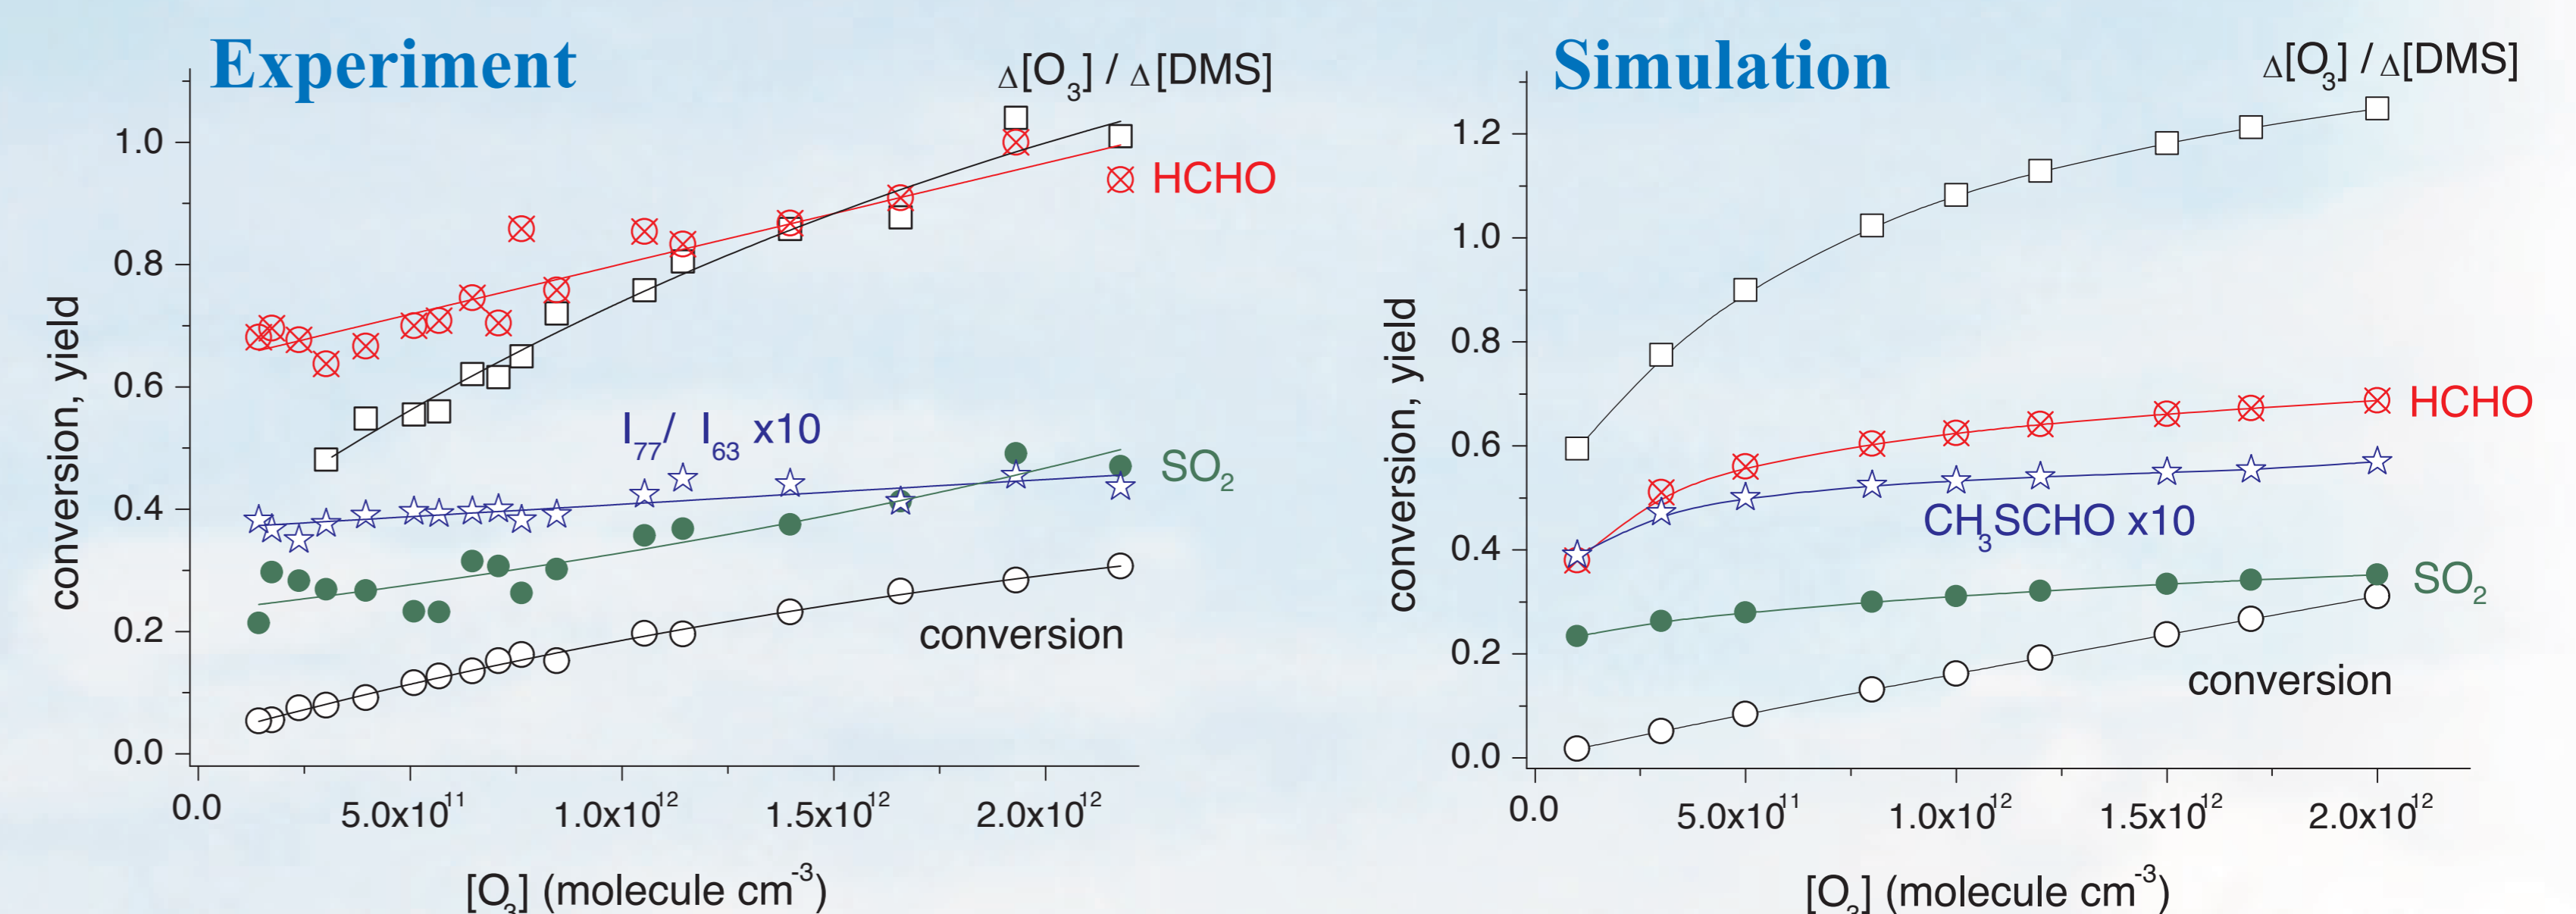 Experiment
Δ[O3] / Δ[DMS]
HCHO
I77/ I63 x10
SO2
conversion
conversion, yield
1.0
0.8
0.6
0.4
0.2
0.0
0.0
5.0x10^11
1.0x10^12
1.5x10^12
2.0x10^12
[O3] (molecule cm^-3)
Simulation
Δ[O3] / Δ[DMS]
HCHO
CH3SCHO x10
SO2
conversion
conversion, yield
1.2
1.0
0.8
0.6
0.4
0.2
0.0
0.0
5.0x10^11
1.0x10^12
1.5x10^12
2.0x10^12
[O3] (molecule cm^-3)